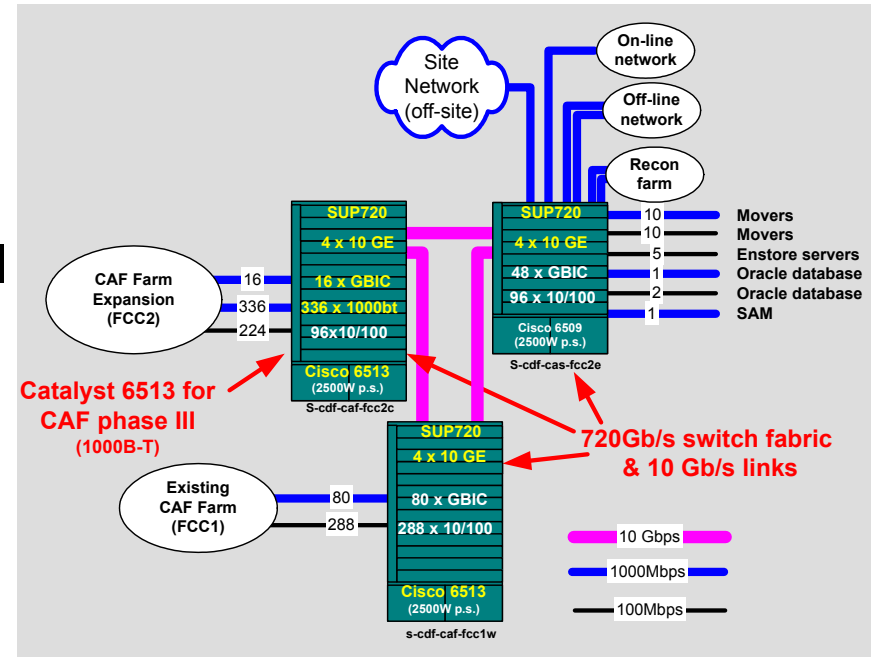 On-line
network
Site
Network
(off-site)
Off-line
network
Recon
farm
SUP720
4 x 10 GE
16 x GBIC
336 x 1000bt
96x10/100
Cisco 6513
(2500W p.s.)
S-cdf-caf-fcc2c
SUP720
4 x 10 GE
48 x GBIC
96 x 10/100
Cisco 6509
(2500W p.s.)
S-cdf-cas-fcc2e
10 Movers
10 Movers
5 Enstore servers
1 Oracle database
2 Oracle database
1 SAM
CAF Farm
Expansion
(FCC2)
16
336
224
Catalyst 6513 for
CAF phase III
(1000B-T)
720Gb/s switch fabric
& 10 Gb/s links
SUP720
4 x 10 GE
80 x GBIC
288 x 10/100
Cisco 6513
(2500W p.s.)
s-cdf-caf-fcc1w
Existing
CAF Farm
(FCC1)
80
288
10 Gbps
1000Mbps
100Mbps